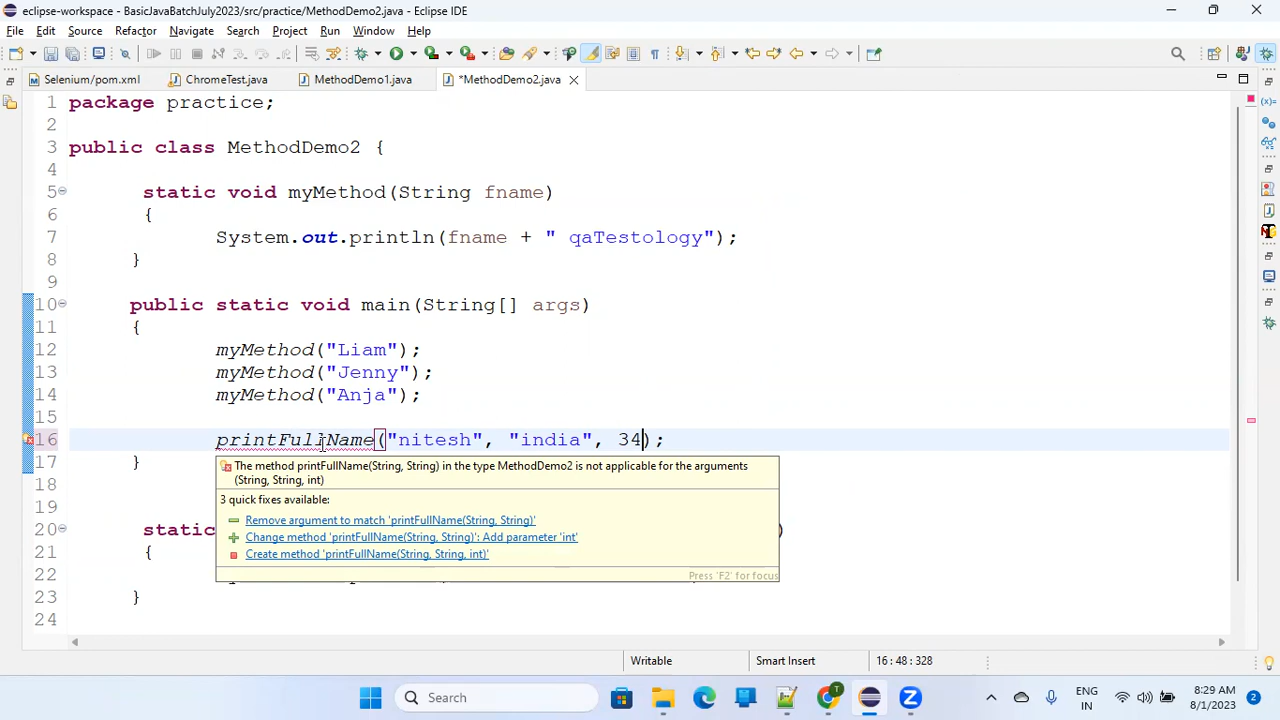 eclipse-workspace - BasicJavaBatchJuly2023/src/practice/MethodDemo2.java - Eclipse IDE
File Edit Source Refactor Navigate Search Project Run Window Help
Selenium/pom.xml ChromeTest.java MethodDemo1.java *MethodDemo2.java
1 package practice;
2
3 public class MethodDemo2 {
4
5 static void myMethod(String fname)
6 {
7 System.out.println(fname + " qaTestology");
8 }
9
10 public static void main(String[] args)
11 {
12 myMethod("Liam");
13 myMethod("Jenny");
14 myMethod("Anja");
15
16 printFullName("nitesh", "india", 34);
17 }
The method printFullName(String, String) in the type MethodDemo2 is not applicable for the arguments
(String, String, int)
18
3 quick fixes available:
19
Remove argument to match 'printFullName(String, String)'
20 static )
Change method 'printFullName(String, String)': Add parameter 'int'
21 {
Create method 'printFullName(String, String, int)'
22
Press 'F2' for focus
23 }
24
Writable Smart Insert 16 : 48 : 328
Search
ENG
IN
8:29 AM
8/1/2023
2